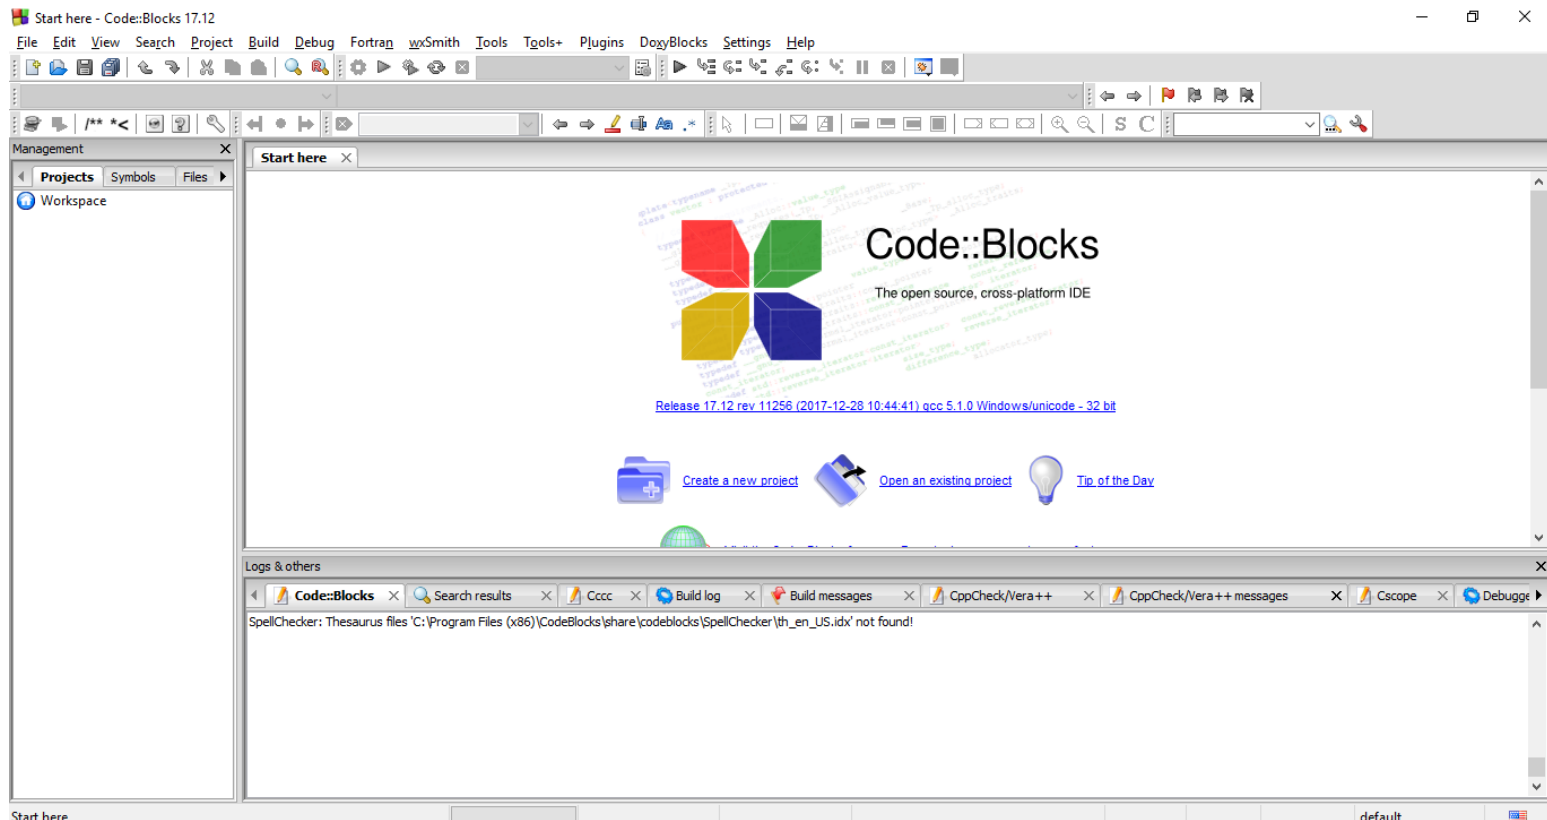 Start here - Code::Blocks 17.12
File Edit View Search Project Build Debug Fortran wxSmith Tools Tools+ Plugins DoxyBlocks Settings Help
/** *<
Aa .*
S C
Management
Start here
Projects Symbols Files
Workspace
Code::Blocks
The open source, cross-platform IDE
Release 17.12 rev 11256 (2017-12-28 10:44:41) gcc 5.1.0 Windows/unicode - 32 bit
Create a new project Open an existing project Tip of the Day
Logs & others
Code::Blocks Search results Cccc Build log Build messages CppCheck/Vera++ CppCheck/Vera++ messages Cscope Debugge
SpellChecker: Thesaurus files 'C:\Program Files (x86)\CodeBlocks\share\codeblocks\SpellChecker\th_en_US.idx' not found!
Start here default